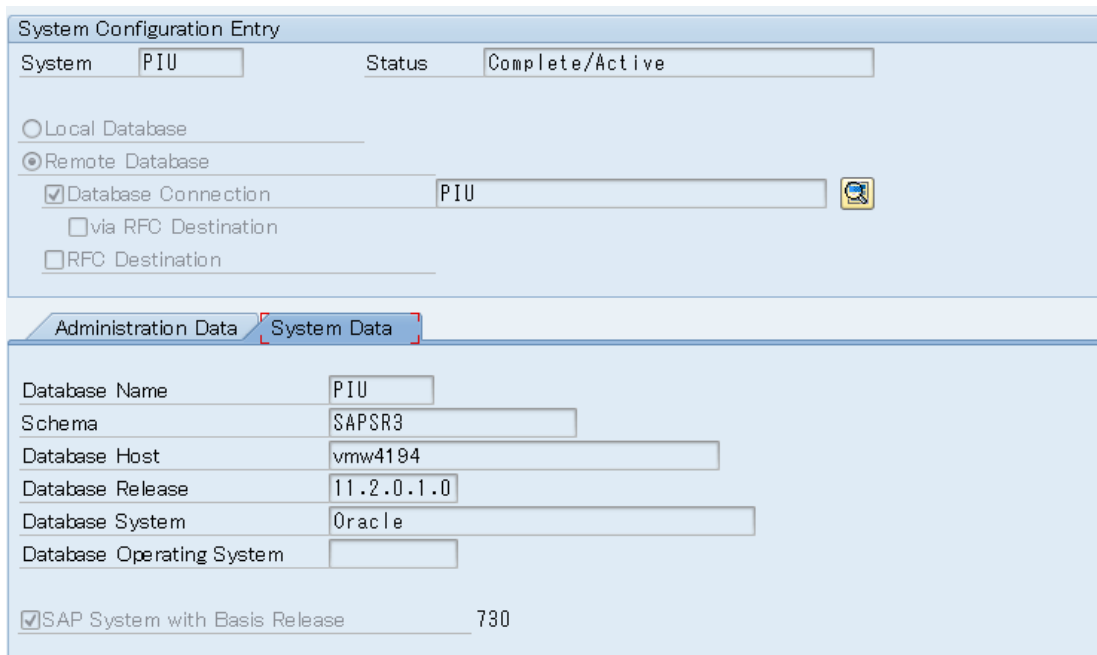 System Configuration Entry
System PIU Status Complete/Active
Local Database
Remote Database
Database Connection PIU
via RFC Destination
RFC Destination
Administration Data System Data
Database Name PIU
Schema SAPSR3
Database Host vmw4194
Database Release 11.2.0.1.0
Database System Oracle
Database Operating System
SAP System with Basis Release 730